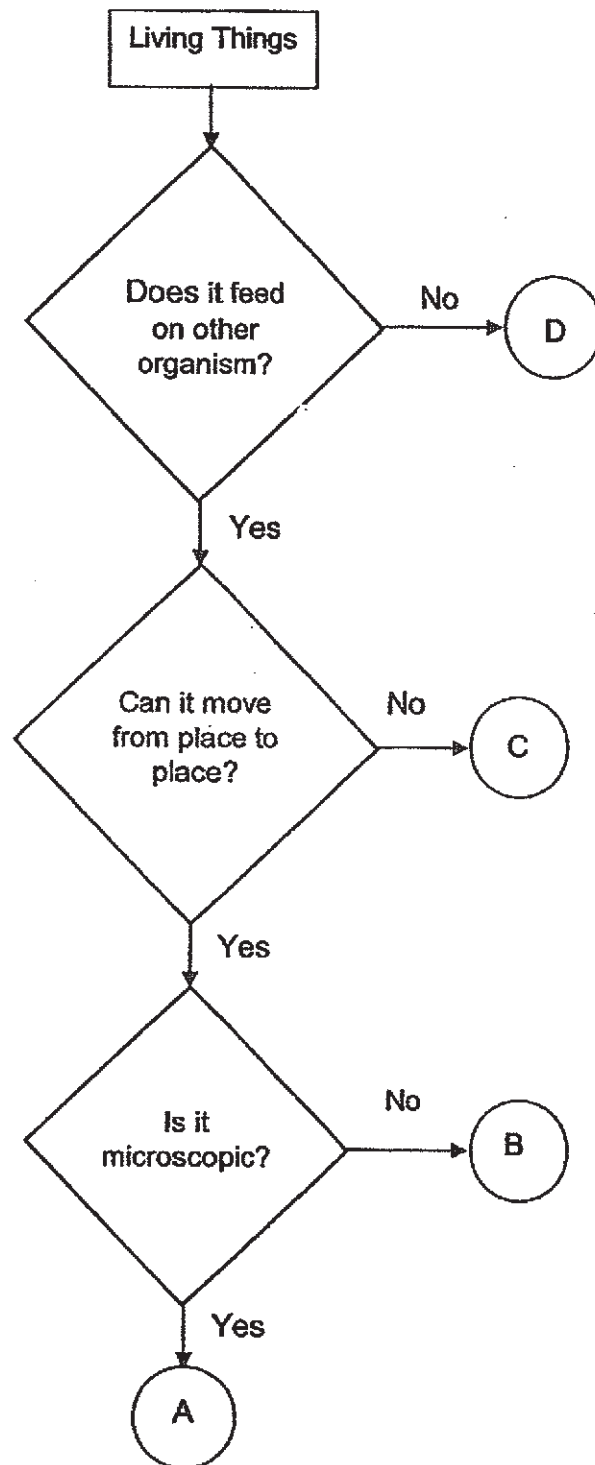 Living Things
Does it feed
on other
organism?
No
D
Yes
Can it move
from place to
place?
No
C
Yes
Is it
microscopic?
No
B
Yes
A